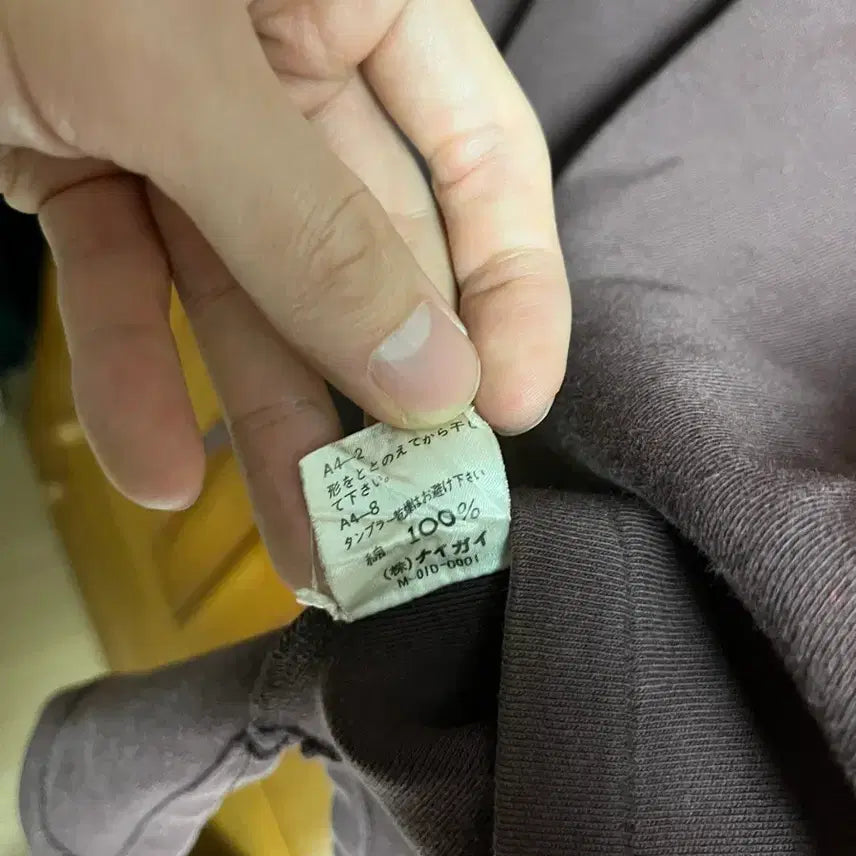 A4-2
形をととのえてから干し
て下さい。
A4-8
タンブラー乾燥はお避け下さい
綿 100%
(株)ナイガイ
M-010-0001